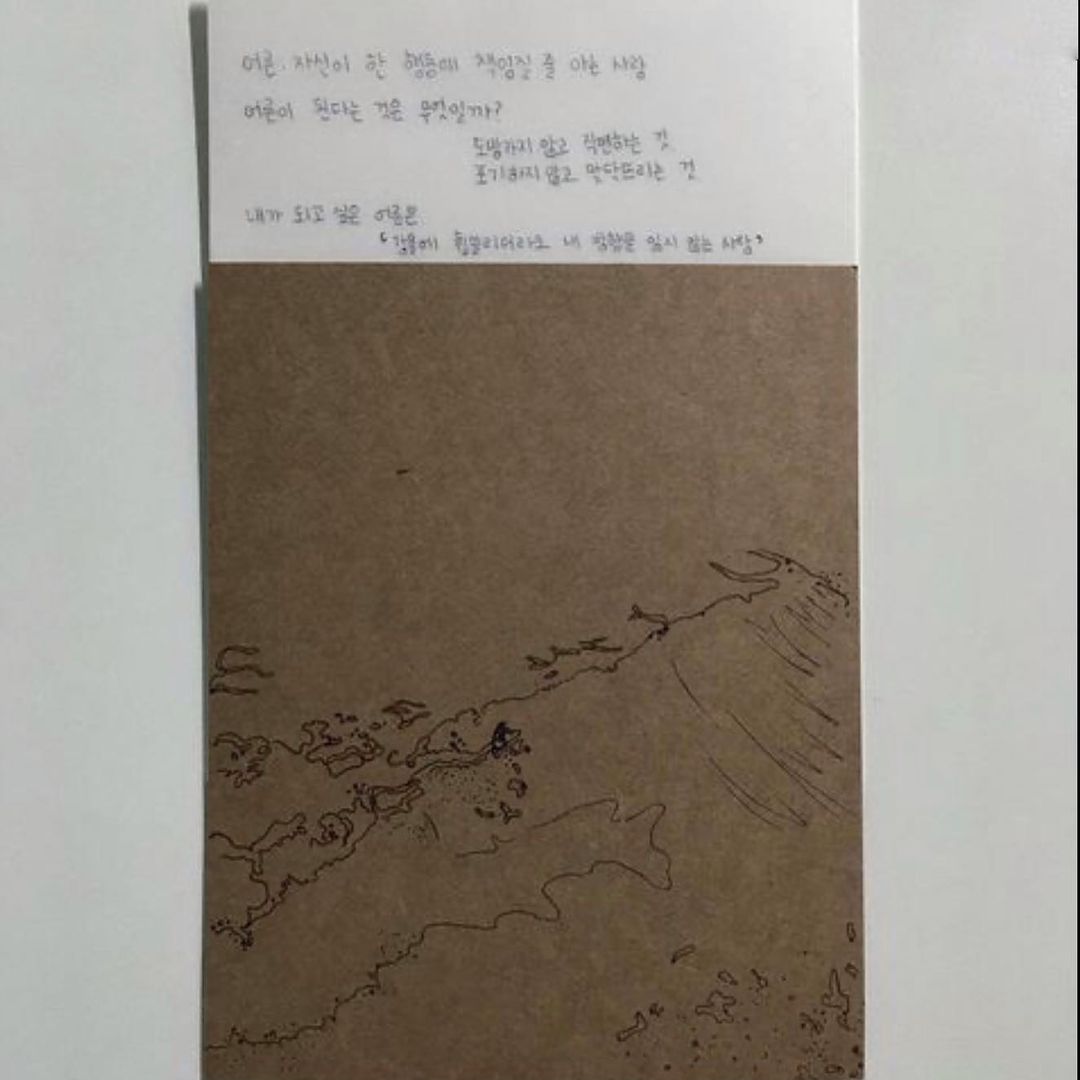 어른. 자신이 한 행동에 책임질 줄 아는 사람
어른이 된다는 것은 무엇일까?
도망가지 않고 직면하는 것
포기하지 않고 맞닥뜨리는 것
내가 되고 싶은 어른은
휩쓸리더라도 내 방향을 잃지 않는 사람'